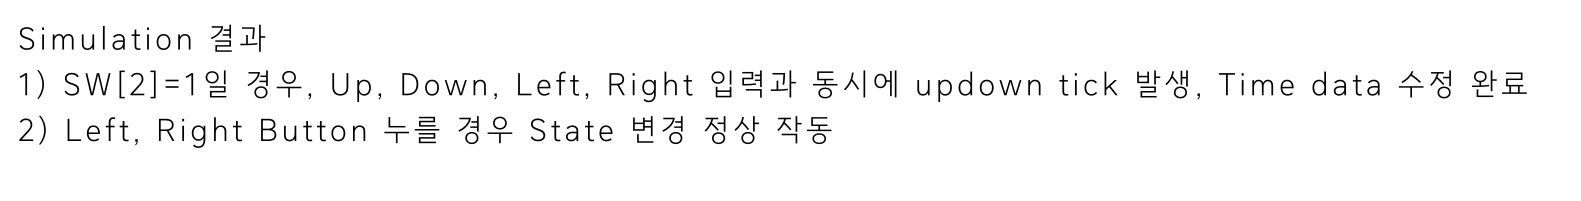 Simulation 결과
1) SW[2]=1일 경우, Up, Down, Left, Right 입력과 동시에 updown tick 발생, Time data 수정 완료
2) Left, Right Button 누를 경우 State 변경 정상 작동